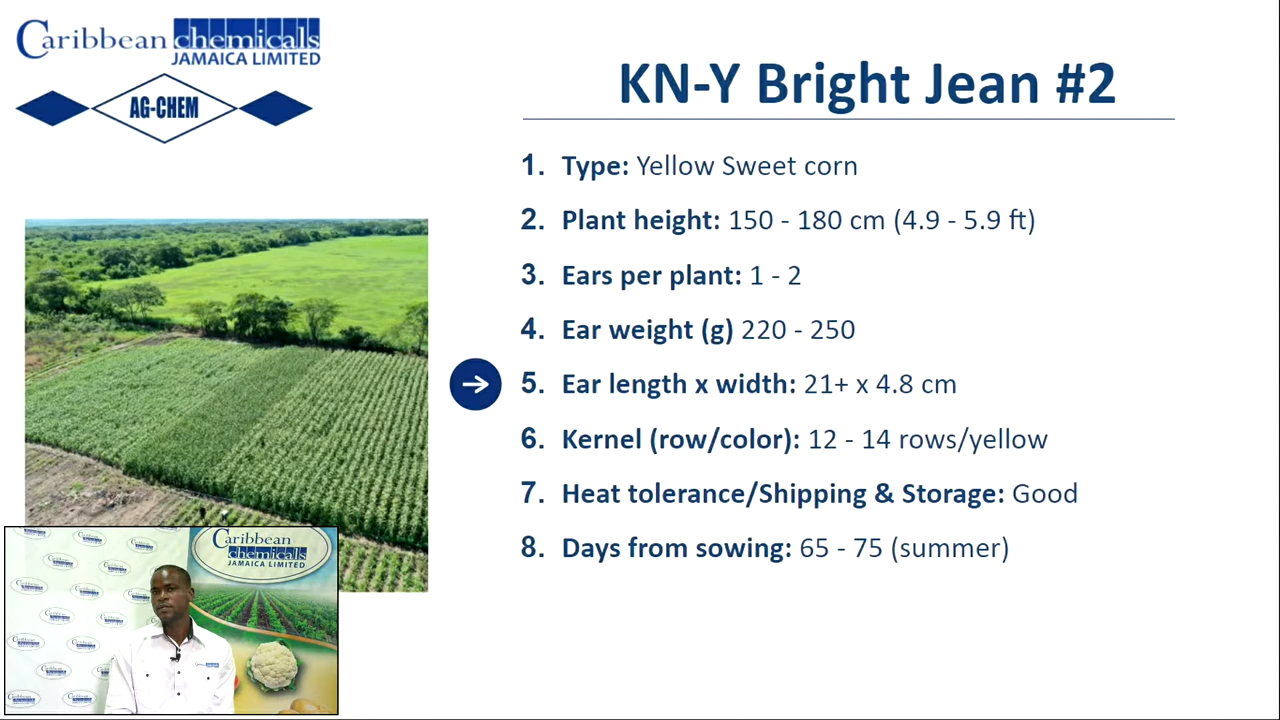 Caribbean chemicals
JAMAICA LIMITED
AG-CHEM
KN-Y Bright Jean #2
1. Type: Yellow Sweet corn
2. Plant height: 150 - 180 cm (4.9 - 5.9 ft)
3. Ears per plant: 1 - 2
4. Ear weight (g) 220 - 250
5. Ear length x width: 21+ x 4.8 cm
6. Kernel (row/color): 12 - 14 rows/yellow
7. Heat tolerance/Shipping & Storage: Good
8. Days from sowing: 65 - 75 (summer)
Caribbean
chemicals
JAMAICA LIMITED